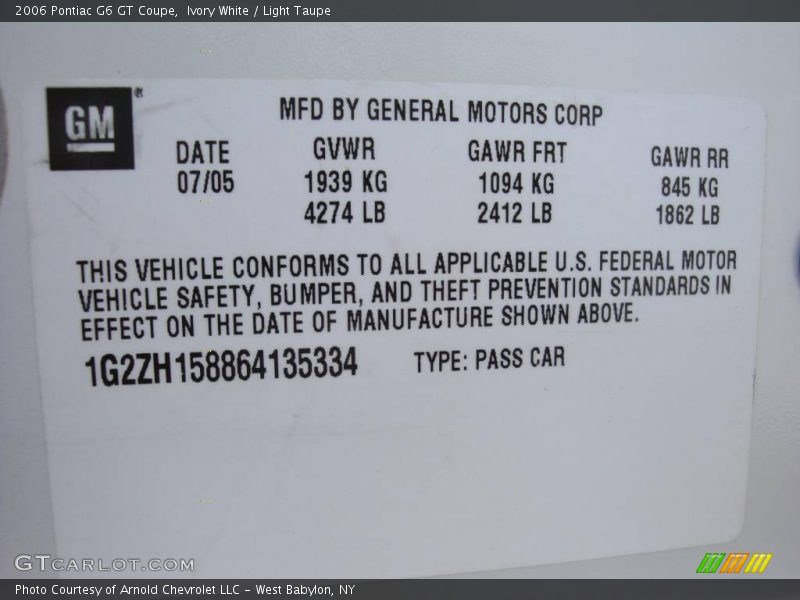 2006 Pontiac G6 GT Coupe,  Ivory White / Light Taupe
GM®
MFD BY GENERAL MOTORS CORP
DATE GVWR GAWR FRT GAWR RR
07/05 1939 KG 1094 KG 845 KG
4274 LB 2412 LB 1862 LB
THIS VEHICLE CONFORMS TO ALL APPLICABLE U.S. FEDERAL MOTOR
VEHICLE SAFETY, BUMPER, AND THEFT PREVENTION STANDARDS IN
EFFECT ON THE DATE OF MANUFACTURE SHOWN ABOVE.
1G2ZH158864135334 TYPE: PASS CAR
GTCARLOT.COM
Photo Courtesy of Arnold Chevrolet LLC - West Babylon, NY